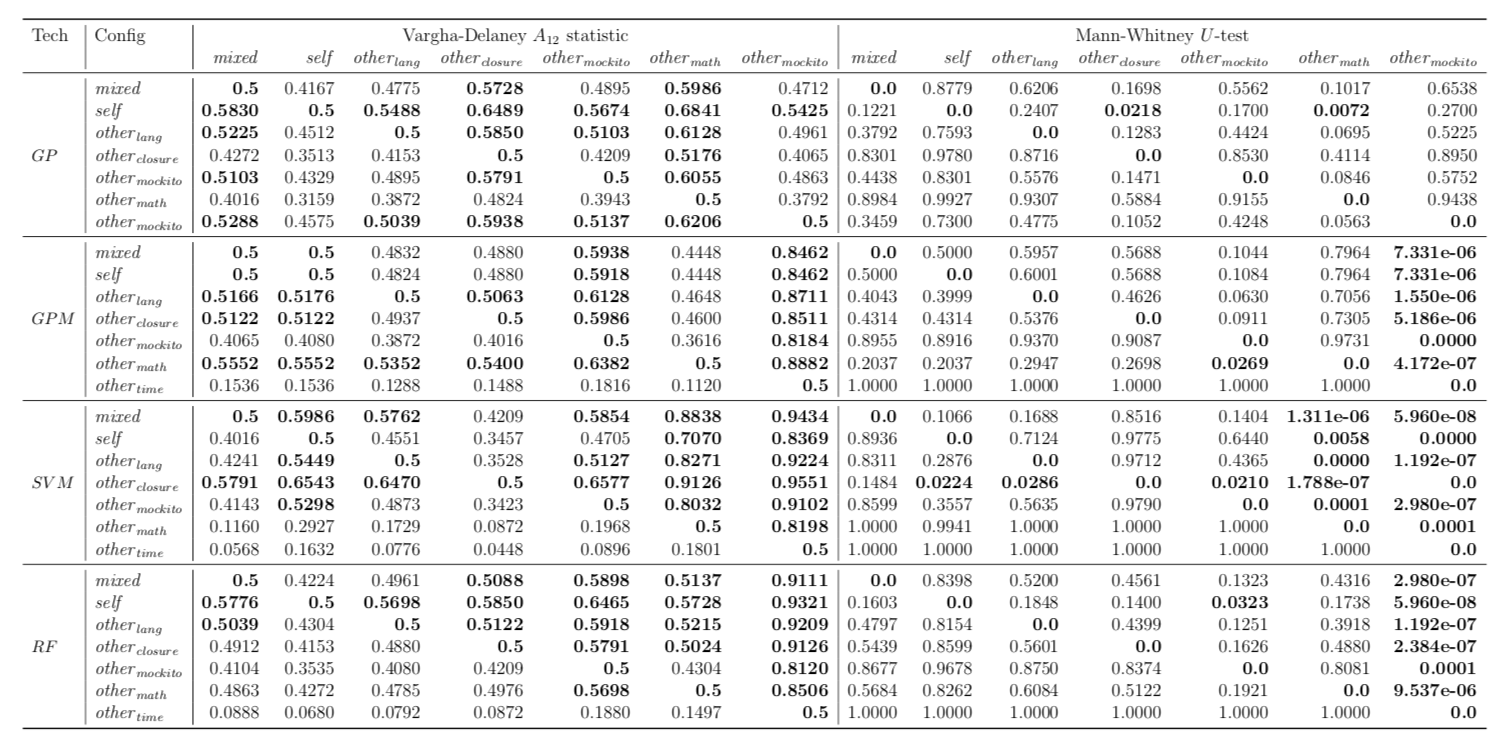 Tech Config Vargha-Delaney A12 statistic Mann-Whitney U-test
mixed self other lang other closure other mockito other math other mockito mixed self other lang other closure other mockito other math other mockito
mixed 0.5 0.4167 0.4775 0.5728 0.4895 0.5986 0.4712 0.0 0.8779 0.6206 0.1698 0.5562 0.1017 0.6538
self 0.5830 0.5 0.5488 0.6489 0.5674 0.6841 0.5425 0.1221 0.0 0.2407 0.0218 0.1700 0.0072 0.2700
other lang 0.5225 0.4512 0.5 0.5850 0.5103 0.6128 0.4961 0.3792 0.7593 0.0 0.1283 0.4424 0.0695 0.5225
GP other closure 0.4272 0.3513 0.4153 0.5 0.4209 0.5176 0.4065 0.8301 0.9780 0.8716 0.0 0.8530 0.4114 0.8950
other mockito 0.5103 0.4329 0.4895 0.5791 0.5 0.6055 0.4863 0.4438 0.8301 0.5576 0.1471 0.0 0.0846 0.5752
other math 0.4016 0.3159 0.3872 0.4824 0.3943 0.5 0.3792 0.8984 0.9927 0.9307 0.5884 0.9155 0.0 0.9438
other mockito 0.5288 0.4575 0.5039 0.5938 0.5137 0.6206 0.5 0.3459 0.7300 0.4775 0.1052 0.4248 0.0563 0.0
mixed 0.5 0.5 0.4832 0.4880 0.5938 0.4448 0.8462 0.0 0.5000 0.5957 0.5688 0.1044 0.7964 7.331e-06
self 0.5 0.5 0.4824 0.4880 0.5918 0.4448 0.8462 0.5000 0.0 0.6001 0.5688 0.1084 0.7964 7.331e-06
other lang 0.5166 0.5176 0.5 0.5063 0.6128 0.4648 0.8711 0.4043 0.3999 0.0 0.4626 0.0630 0.7056 1.550e-06
GPM other closure 0.5122 0.5122 0.4937 0.5 0.5986 0.4600 0.8511 0.4314 0.4314 0.5376 0.0 0.0911 0.7305 5.186e-06
other mockito 0.4065 0.4080 0.3872 0.4016 0.5 0.3616 0.8184 0.8955 0.8916 0.9370 0.9087 0.0 0.9731 0.0000
other math 0.5552 0.5552 0.5352 0.5400 0.6382 0.5 0.8882 0.2037 0.2037 0.2947 0.2698 0.0269 0.0 4.172e-07
other time 0.1536 0.1536 0.1288 0.1488 0.1816 0.1120 0.5 1.0000 1.0000 1.0000 1.0000 1.0000 1.0000 0.0
mixed 0.5 0.5986 0.5762 0.4209 0.5854 0.8838 0.9434 0.0 0.1066 0.1688 0.8516 0.1404 1.311e-06 5.960e-08
self 0.4016 0.5 0.4551 0.3457 0.4705 0.7070 0.8369 0.8936 0.0 0.7124 0.9775 0.6440 0.0058 0.0000
other lang 0.4241 0.5449 0.5 0.3528 0.5127 0.8271 0.9224 0.8311 0.2876 0.0 0.9712 0.4365 0.0000 1.192e-07
SVM other closure 0.5791 0.6543 0.6470 0.5 0.6577 0.9126 0.9551 0.1484 0.0224 0.0286 0.0 0.0210 1.788e-07 0.0
other mockito 0.4143 0.5298 0.4873 0.3423 0.5 0.8032 0.9102 0.8599 0.3557 0.5635 0.9790 0.0 0.0001 2.980e-07
other math 0.1160 0.2927 0.1729 0.0872 0.1968 0.5 0.8198 1.0000 0.9941 1.0000 1.0000 1.0000 0.0 0.0001
other time 0.0568 0.1632 0.0776 0.0448 0.0896 0.1801 0.5 1.0000 1.0000 1.0000 1.0000 1.0000 1.0000 0.0
mixed 0.5 0.4224 0.4961 0.5088 0.5898 0.5137 0.9111 0.0 0.8398 0.5200 0.4561 0.1323 0.4316 2.980e-07
self 0.5776 0.5 0.5698 0.5850 0.6465 0.5728 0.9321 0.1603 0.0 0.1848 0.1400 0.0323 0.1738 5.960e-08
other lang 0.5039 0.4304 0.5 0.5122 0.5918 0.5215 0.9209 0.4797 0.8154 0.0 0.4399 0.1251 0.3918 1.192e-07
RF other closure 0.4912 0.4153 0.4880 0.5 0.5791 0.5024 0.9126 0.5439 0.8599 0.5601 0.0 0.1626 0.4880 2.384e-07
other mockito 0.4104 0.3535 0.4080 0.4209 0.5 0.4304 0.8120 0.8677 0.9678 0.8750 0.8374 0.0 0.8081 0.0001
other math 0.4863 0.4272 0.4785 0.4976 0.5698 0.5 0.8506 0.5684 0.8262 0.6084 0.5122 0.1921 0.0 9.537e-06
other time 0.0888 0.0680 0.0792 0.0872 0.1880 0.1497 0.5 1.0000 1.0000 1.0000 1.0000 1.0000 1.0000 0.0